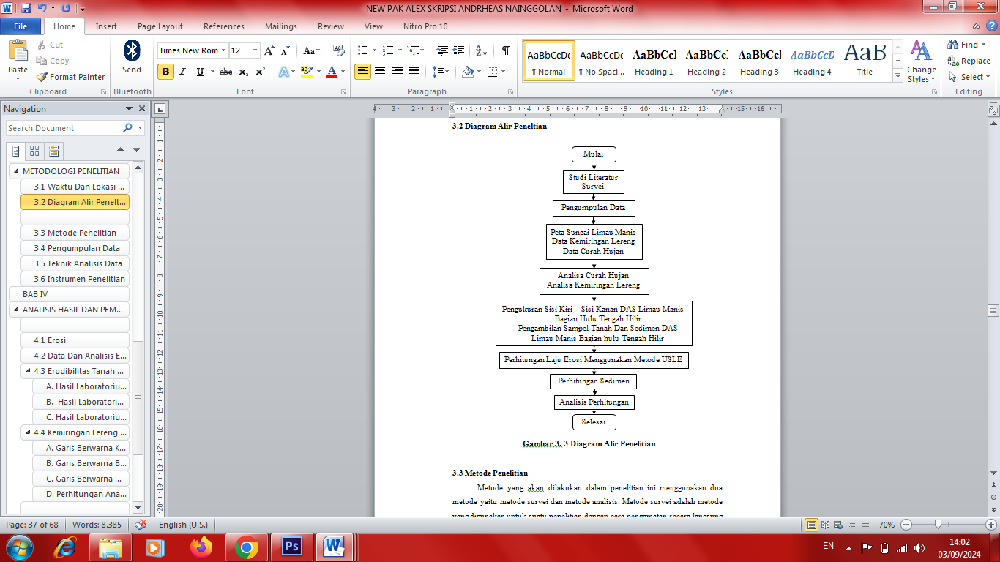 NEW PAK ALEX SKRIPSI ANDRHEAS NAINGGOLAN - Microsoft Word
File Home Insert Page Layout References Mailings Review View Nitro Pro 10
Paste
Cut
Copy
Format Painter
Clipboard
Send
Bluetooth
Times New Rom 12
Font
Paragraph
AaBbCcDc AaBbCcDc AaBbCcI AaBbCcI AaBbCcI AaBbCcD AaB
¶ Normal ¶ No Spaci... Heading 1 Heading 2 Heading 3 Heading 4 Title
Change
Styles
Styles
Find
Replace
Select
Editing
Navigation
Search Document
METODOLOGI PENELITIAN
3.1 Waktu Dan Lokasi ...
3.2 Diagram Alir Penelt...
3.3 Metode Penelitian
3.4 Pengumpulan Data
3.5 Teknik Analisis Data
3.6 Instrumen Penelitian
BAB IV
ANALISIS HASIL DAN PEM...
4.1 Erosi
4.2 Data Dan Analisis E...
4.3 Erodibilitas Tanah ...
A. Hasil Laboratoriu...
B. Hasil Laboratori...
C. Hasil Laboratoriu...
4.4 Kemiringan Lereng ...
A. Garis Berwarna K...
B. Garis Berwarna B...
C. Garis Berwarna ...
D. Perhitungan Ana...
3.2 Diagram Alir Peneltian
Mulai
Studi Literatur
Survei
Pengumpulan Data
Peta Sungai Limau Manis
Data Kemiringan Lereng
Data Curah Hujan
Analisa Curah Hujan
Analisa Kemiringan Lereng
Pengukuran Sisi Kiri – Sisi Kanan DAS Limau Manis
Bagian Hulu Tengah Hilir
Pengambilan Sampel Tanah Dan Sedimen DAS
Limau Manis Bagian hulu Tengah Hilir
Perhitungan Laju Erosi Menggunakan Metode USLE
Perhitungan Sedimen
Analisis Perhitungan
Selesai
Gambar 3. 3 Diagram Alir Penelitian
3.3 Metode Penelitian
Metode yang akan dilakukan dalam penelitian ini menggunakan dua
metode yaitu metode survei dan metode analisis. Metode survei adalah metode
yang digunakan untuk suatu penelitian dengan cara pengamatan secara langsung
Page: 37 of 68 Words: 8.385 English (U.S.) 70%
EN
14:02
03/09/2024